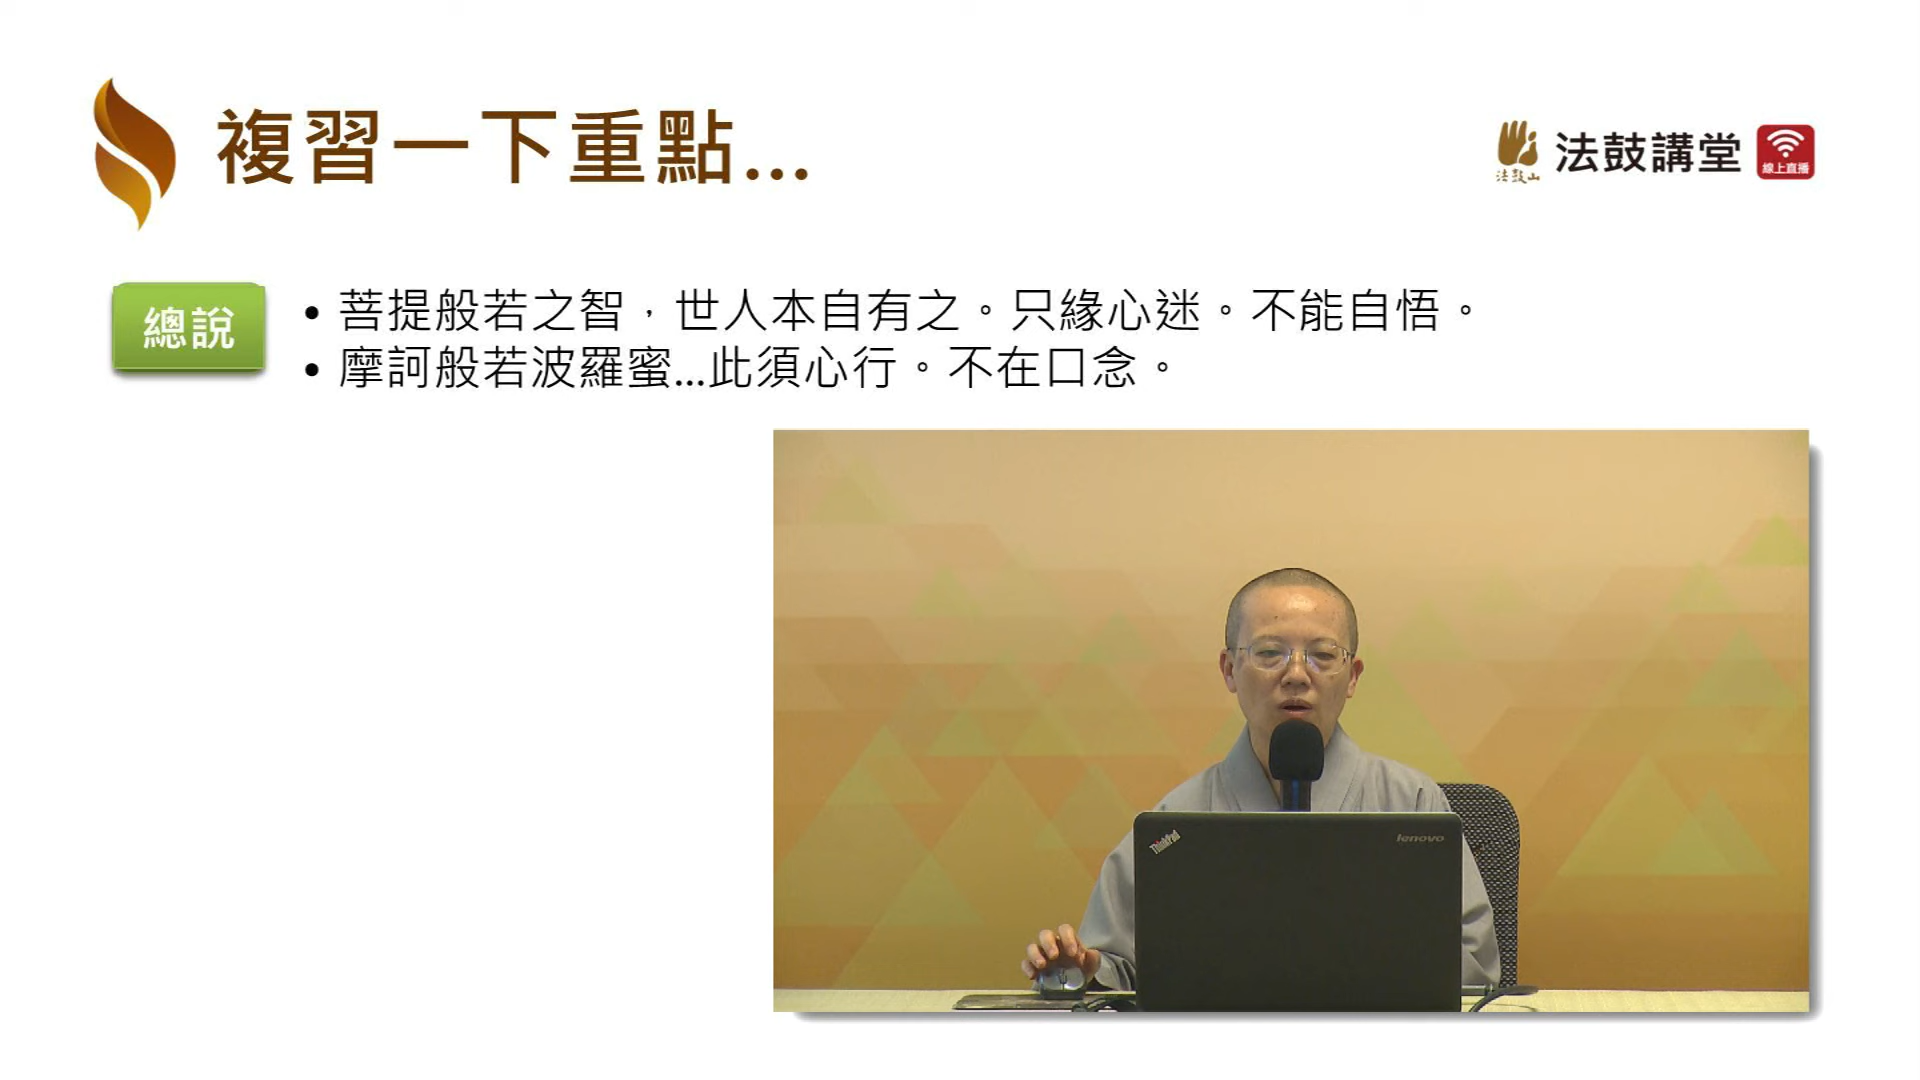 複習一下重點...
法鼓山
法鼓講堂
線上直播
總說
• 菩提般若之智，世人本自有之。只緣心迷。不能自悟。
• 摩訶般若波羅蜜...此須心行。不在口念。
ThinkPad
lenovo